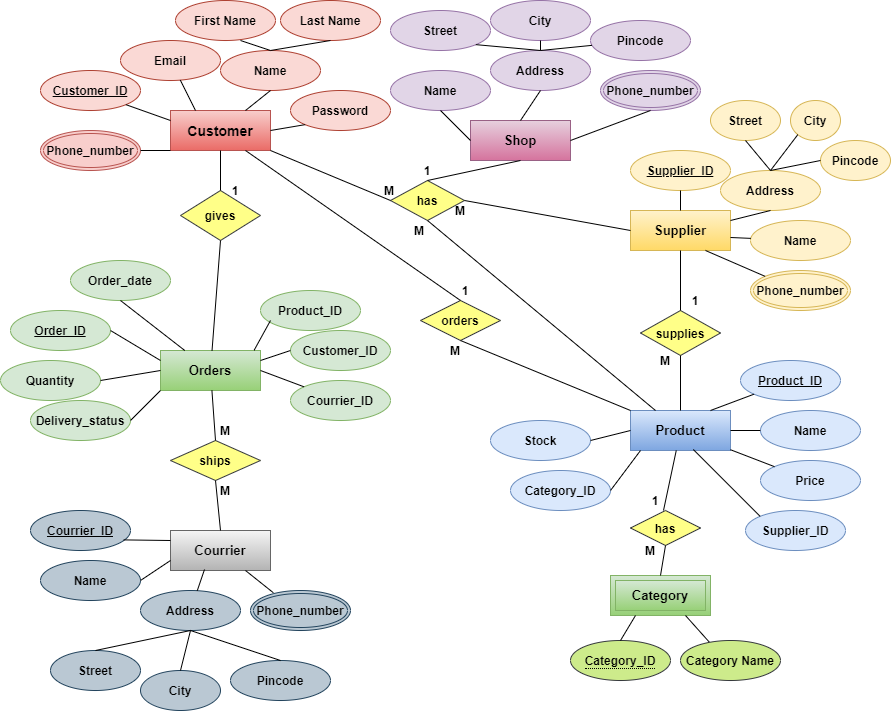 First Name
Last Name
City
Street
Pincode
Email
Name
Address
Customer_ID
Name
Phone_number
Password
Street
City
Customer
Shop
Phone_number
Pincode
1
Supplier_ID
M
has
M
Address
1
gives
M
Supplier
Name
Order_date
Phone_number
1
1
Product_ID
Order_ID
orders
supplies
Customer_ID
M
M
Orders
Quantity
Product_ID
Courrier_ID
Delivery_status
M
Stock
Product
Name
ships
Price
M
Category_ID
1
Courrier_ID
has
Supplier_ID
Courrier
M
Name
Category
Address
Phone_number
Street
City
Pincode
Category_ID
Category Name